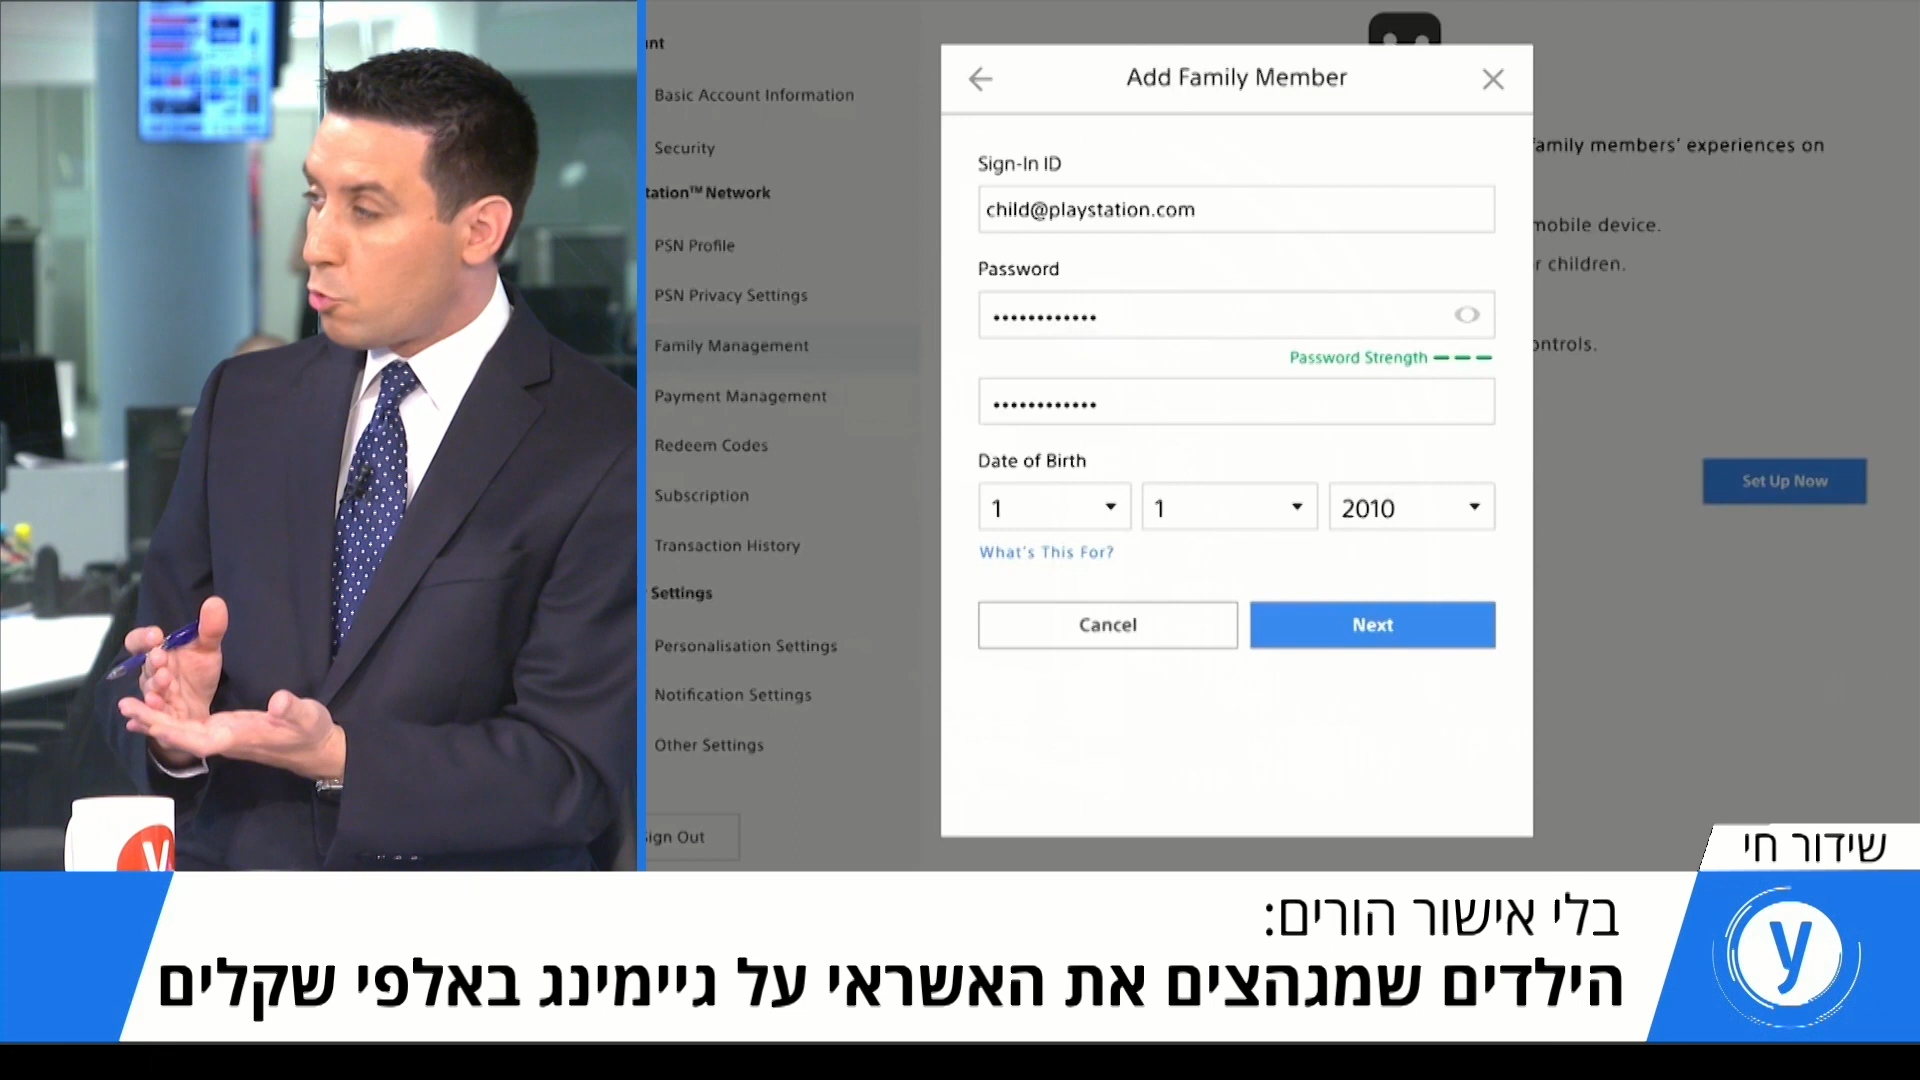 nt
Basic Account Information
Security
tation™ Network
PSN Profile
PSN Privacy Settings
Family Management
Payment Management
Redeem Codes
Subscription
Transaction History
Settings
Personalisation Settings
Notification Settings
Other Settings
ign Out
Add Family Member
Sign-In ID
child@playstation.com
Password
••••••••••••
Password Strength
••••••••••••
Date of Birth
1 1 2010
What's This For?
Cancel Next
amily members' experiences on
mobile device.
r children.
ontrols.
Set Up Now
שידור חי
בלי אישור הורים:
הילדים שמגהצים את האשראי על גיימינג באלפי שקלים
y
y